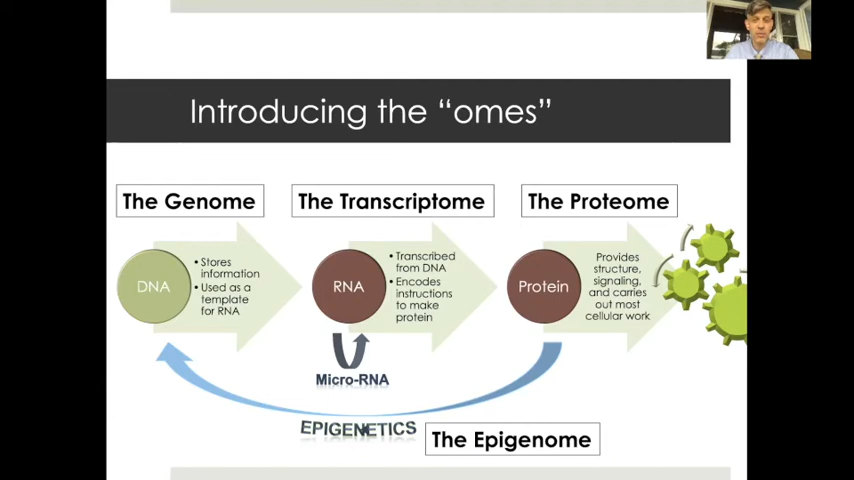 Introducing the “omes”
The Genome
The Transcriptome
The Proteome
DNA
• Stores
information
• Used as a
template
for RNA
RNA
• Transcribed
from DNA
• Encodes
instructions
to make
protein
Protein
Provides
structure,
signaling,
and carries
out most
cellular work
Micro-RNA
EPIGENETICS
The Epigenome